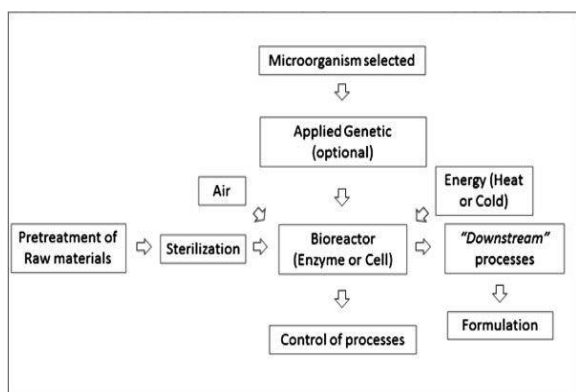 Microorganism selected
Applied Genetic
(optional)
Air
Energy (Heat
or Cold)
Pretreatment of
Raw materials
Sterilization
Bioreactor
(Enzyme or Cell)
"Downstream"
processes
Control of processes
Formulation